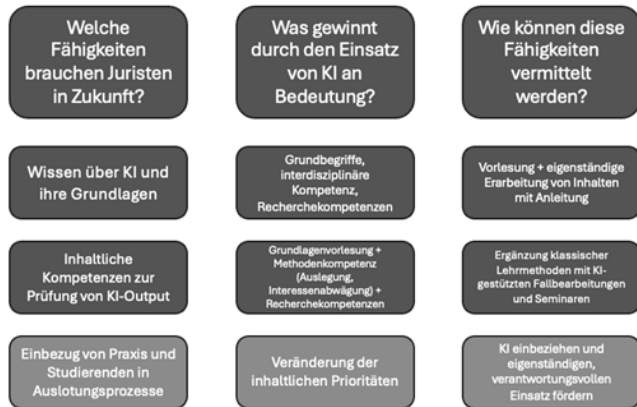 Welche
Fähigkeiten
brauchen Juristen
in Zukunft?
Was gewinnt
durch den Einsatz
von KI an
Bedeutung?
Wie können diese
Fähigkeiten
vermittelt
werden?
Wissen über KI und
ihre Grundlagen
Grundbegriffe,
interdisziplinäre
Kompetenz,
Recherchekompetenzen
Vorlesung + eigenständige
Erarbeitung von Inhalten
mit Anleitung
Inhaltliche
Kompetenzen zur
Prüfung von KI-Output
Grundlagenvorlesung +
Methodenkompetenz
(Auslegung,
Interessenabwägung) +
Recherchekompetenzen
Ergänzung klassischer
Lehrmethoden mit KI-
gestützten Fallbearbeitungen
und Seminaren
Einbezug von Praxis und
Studierenden in
Auslotungsprozesse
Veränderung der
inhaltlichen Prioritäten
KI einbeziehen und
eigenständigen,
verantwortungsvollen
Einsatz fördern